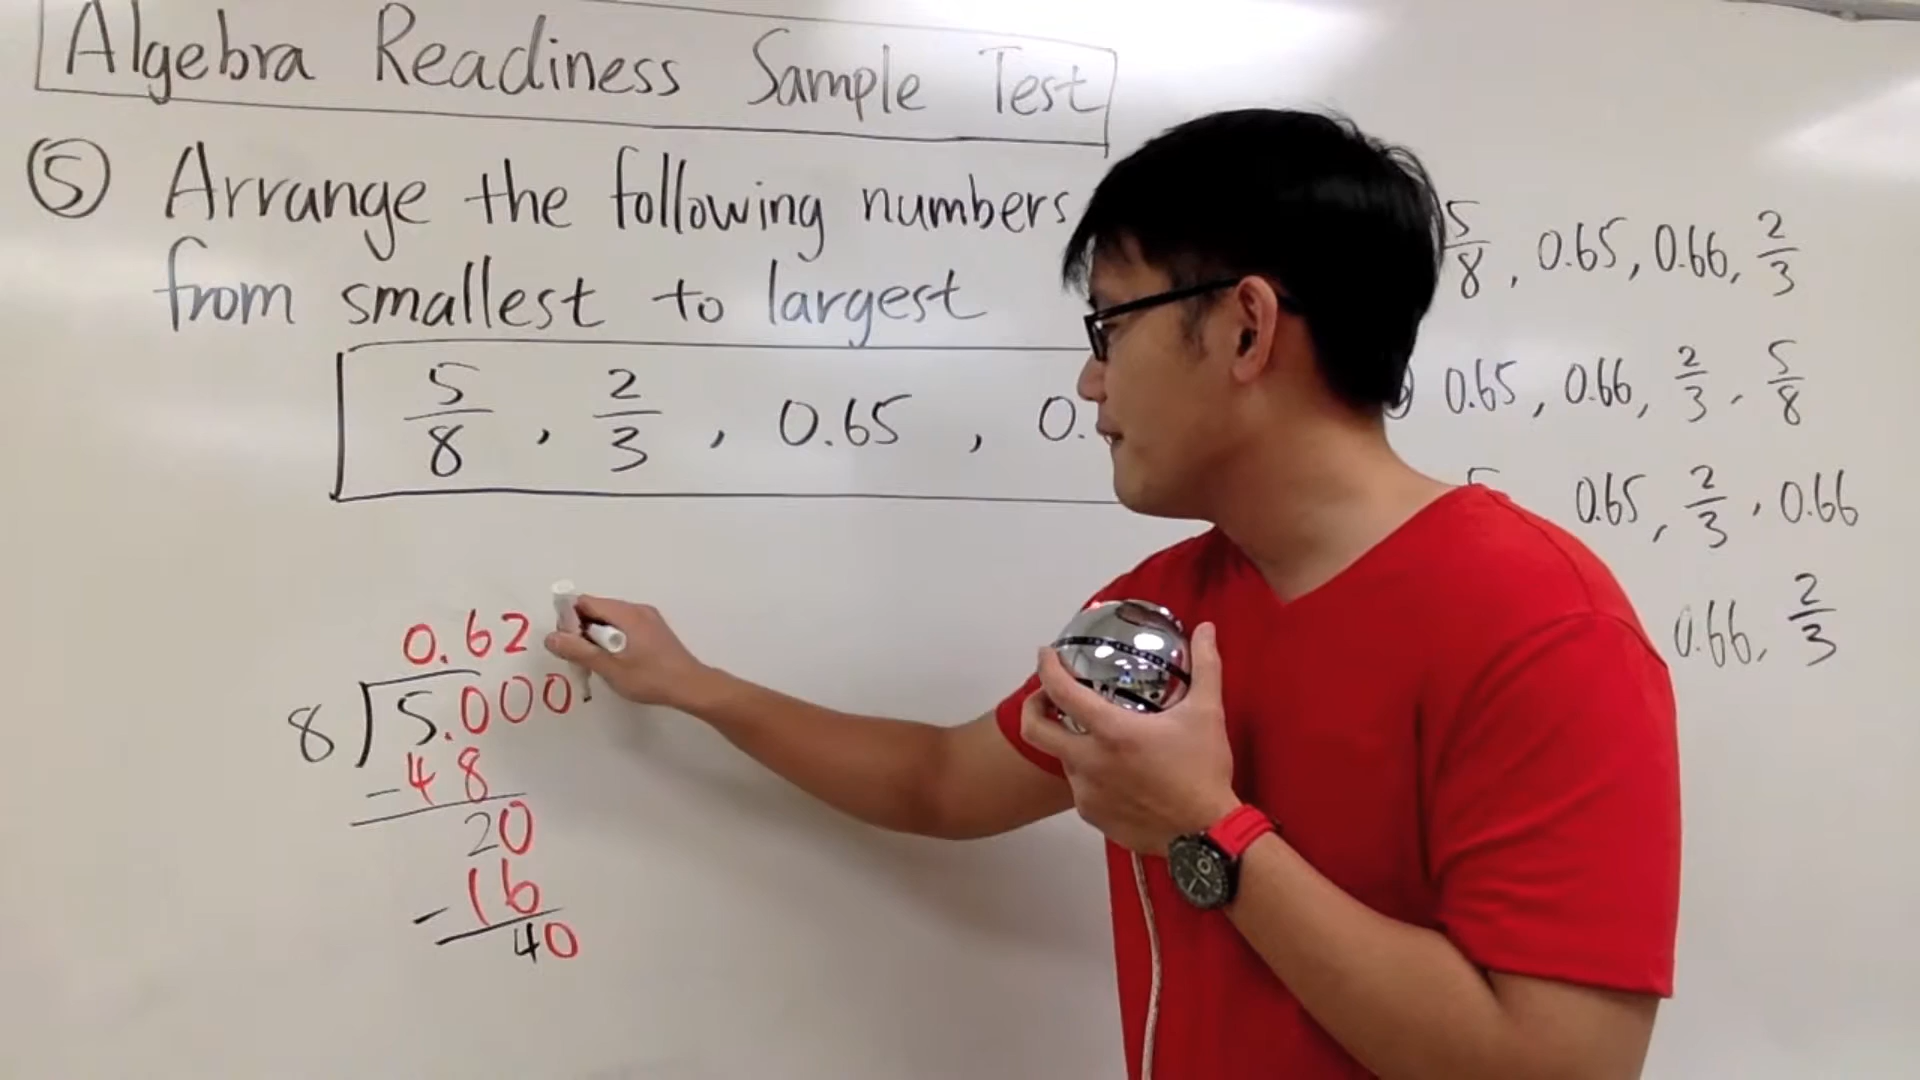 Algebra Readiness Sample Test
⑤ Arrange the following numbers
from smallest to largest
5/8 , 2/3 , 0.65 , 0.
5/8 , 0.65, 0.66, 2/3
0.65 , 0.66, 2/3 , 5/8
0.65, 2/3 , 0.66
0.66, 2/3
0.62
8 5.000
-48
20
-16
40